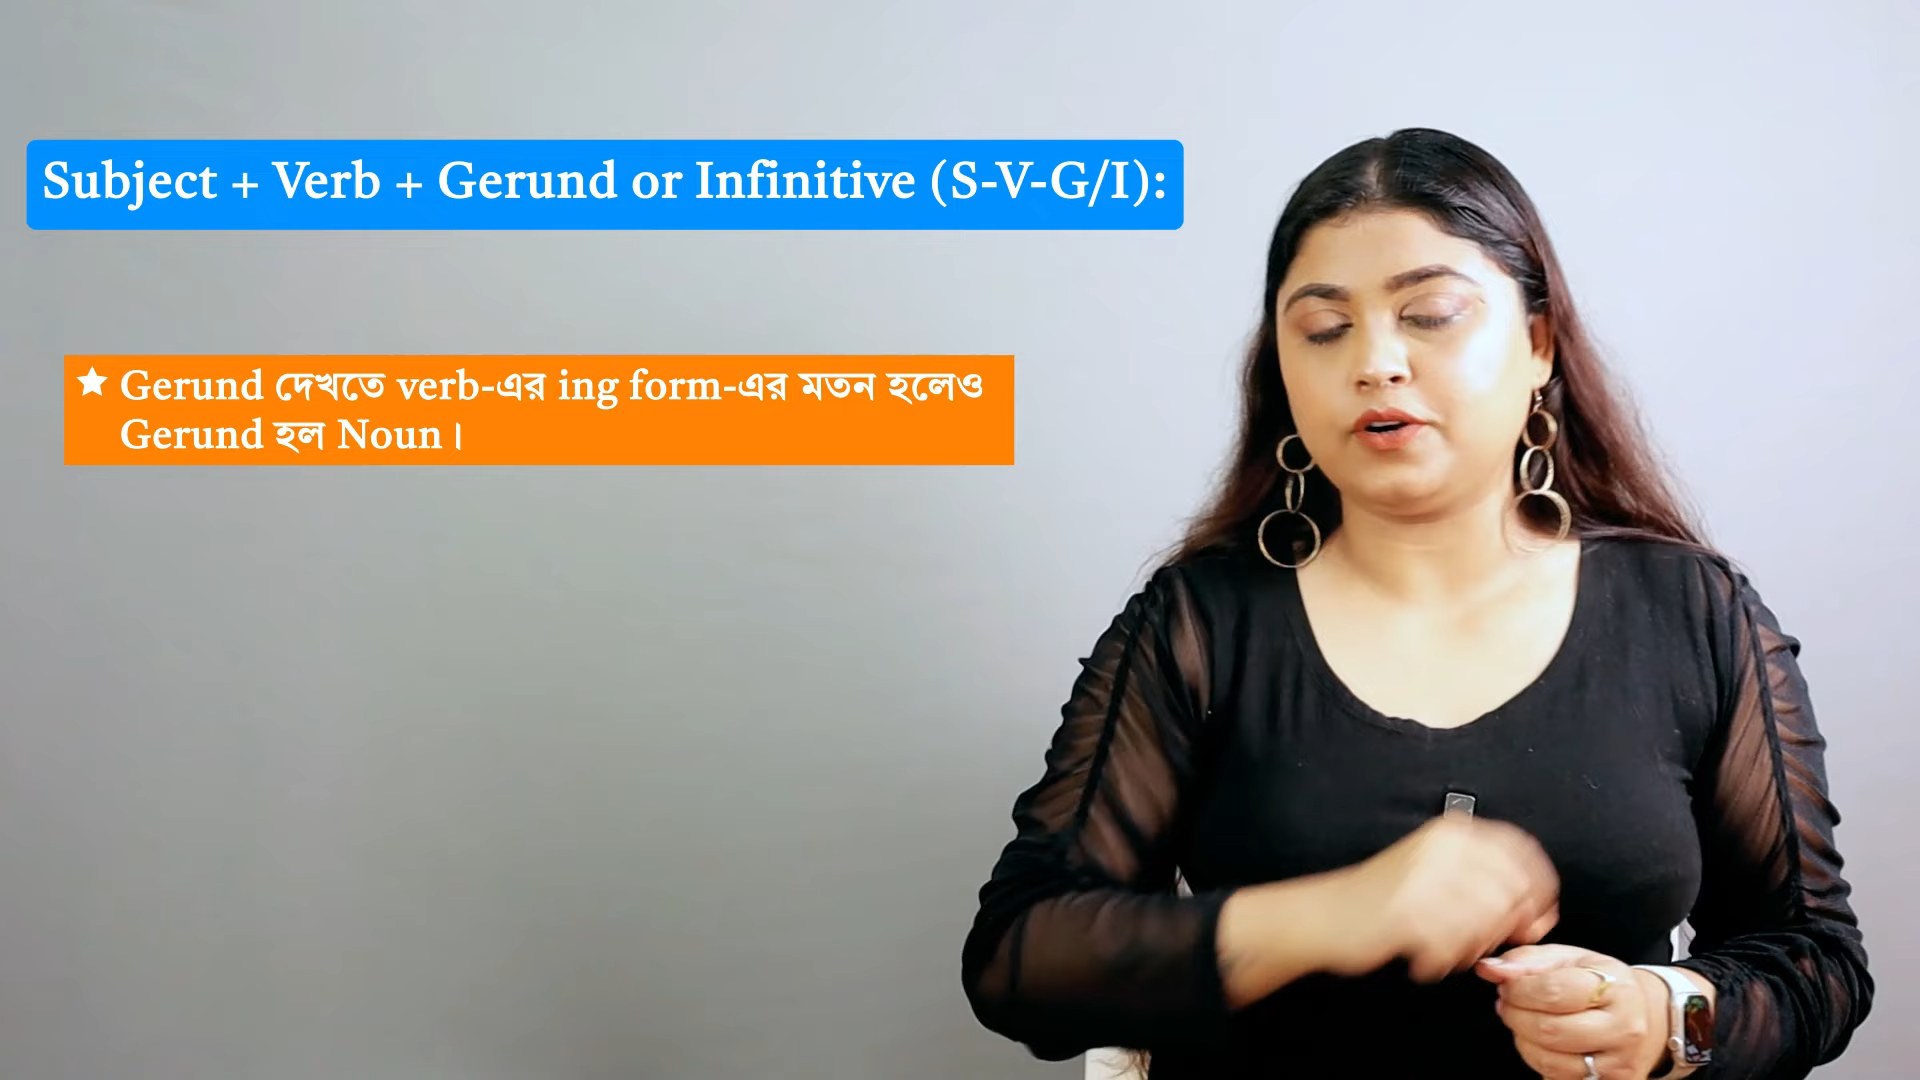 Subject + Verb + Gerund or Infinitive (S-V-G/I):
★ Gerund দেখতে verb-এর ing form-এর মতন হলেও
Gerund হল Noun।